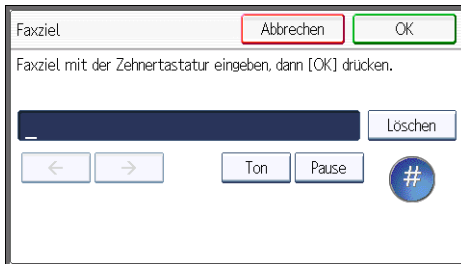 Faxziel Abbrechen OK
Faxziel mit der Zehnertastatur eingeben, dann [OK] drücken.
_
Löschen
← → Ton Pause #